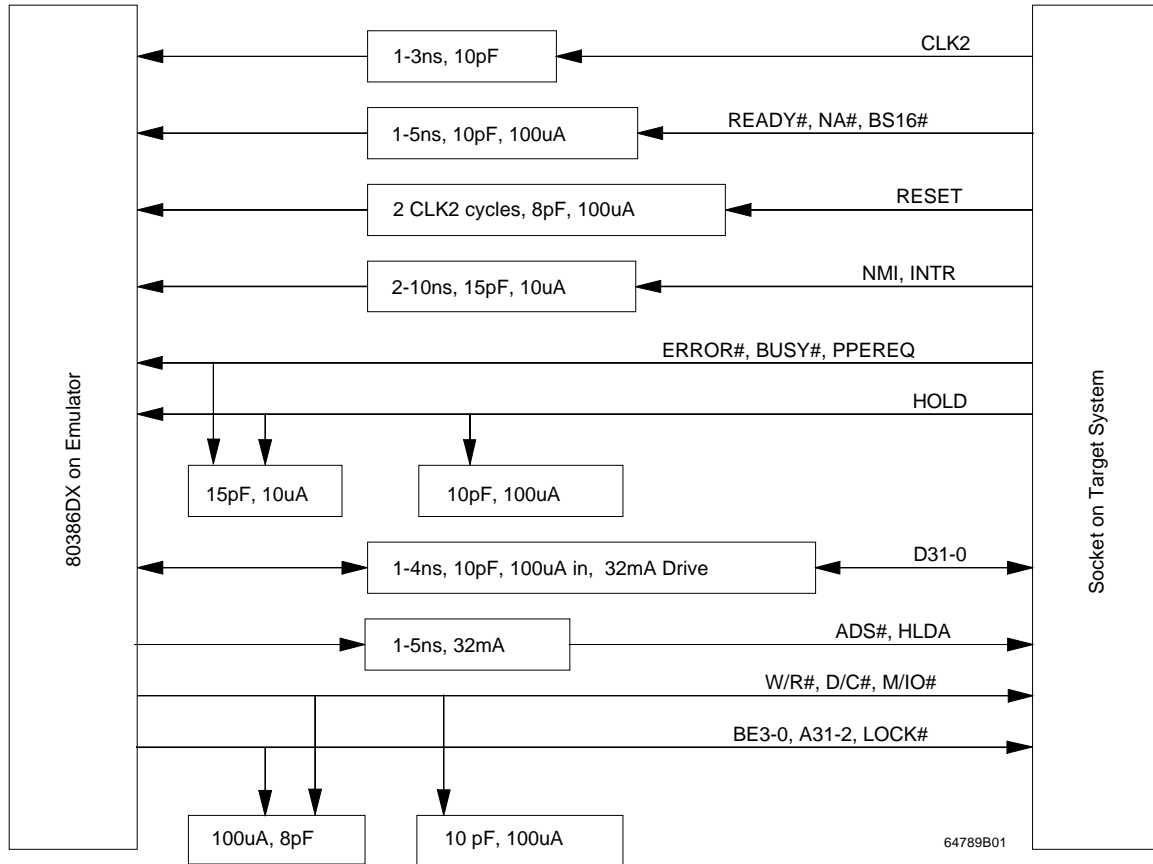 CLK2
1-3ns, 10pF
READY#, NA#, BS16#
1-5ns, 10pF, 100uA
RESET
2 CLK2 cycles, 8pF, 100uA
NMI, INTR
2-10ns, 15pF, 10uA
ERROR#, BUSY#, PPEREQ
HOLD
15pF, 10uA
10pF, 100uA
80386DX on Emulator
Socket on Target System
D31-0
1-4ns, 10pF, 100uA in,  32mA Drive
ADS#, HLDA
1-5ns, 32mA
W/R#, D/C#, M/IO#
BE3-0, A31-2, LOCK#
100uA, 8pF
10 pF, 100uA
64789B01